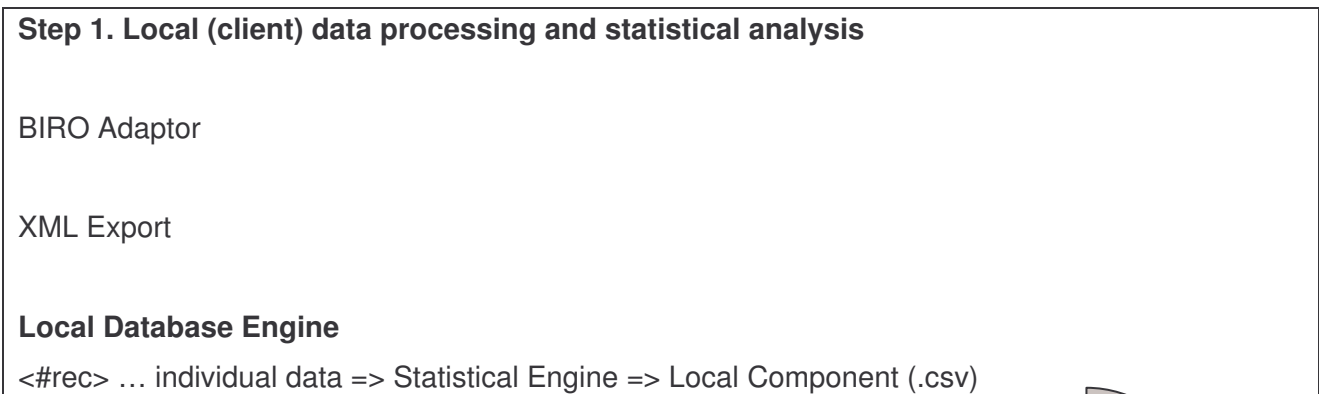 Step 1. Local (client) data processing and statistical analysis
BIRO Adaptor
XML Export
Local Database Engine
<#rec> … individual data => Statistical Engine => Local Component (.csv)